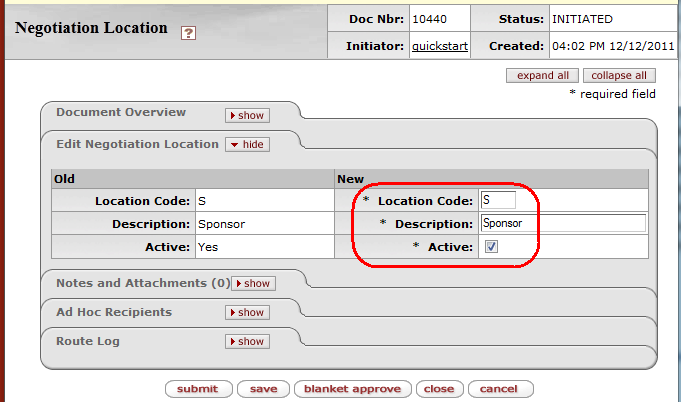 Negotiation Location ?
Doc Nbr: 10440 Status: INITIATED
Initiator: quickstart Created: 04:02 PM 12/12/2011
expand all collapse all
* required field
Document Overview show
Edit Negotiation Location hide
Old New
Location Code: S * Location Code: S
Description: Sponsor * Description: Sponsor
Active: Yes * Active:
Notes and Attachments (0) show
Ad Hoc Recipients show
Route Log show
submit save blanket approve close cancel